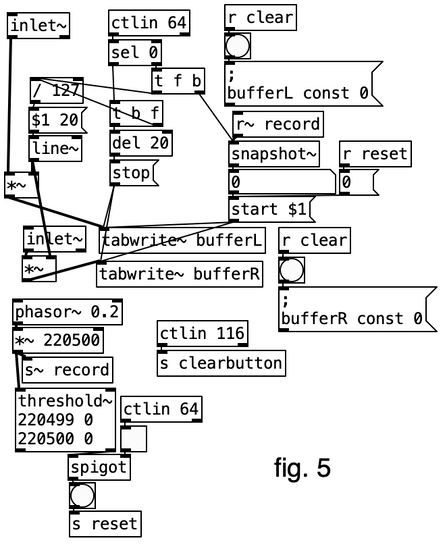 inlet~
ctlin 64
r clear
sel 0
t f b
;
bufferL const 0
/ 127
t b f
$1 20
r~ record
line~
del 20
snapshot~
r reset
stop
0
0
*~
start $1
inlet~
tabwrite~ bufferL
r clear
*~
tabwrite~ bufferR
;
bufferR const 0
phasor~ 0.2
*~ 220500
ctlin 116
s~ record
s clearbutton
threshold~
220499 0
220500 0
ctlin 64
spigot
fig. 5
s reset